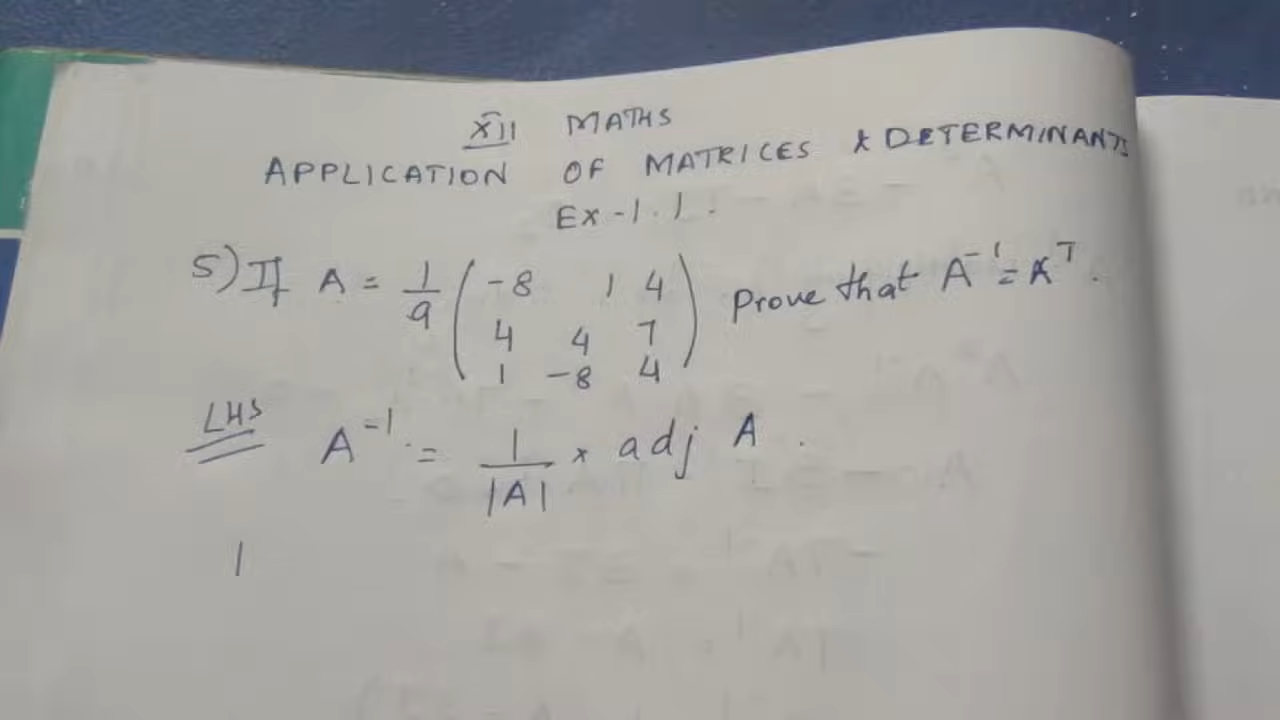 XII MATHS
APPLICATION OF MATRICES & DETERMINANTS
Ex-1.1.
5) If A = 1/9 ( -8 1 4 ) Prove that A⁻¹ = Aᵀ.
4 4 7
1 -8 4
LHS A⁻¹ = 1/|A| × adj A.
|